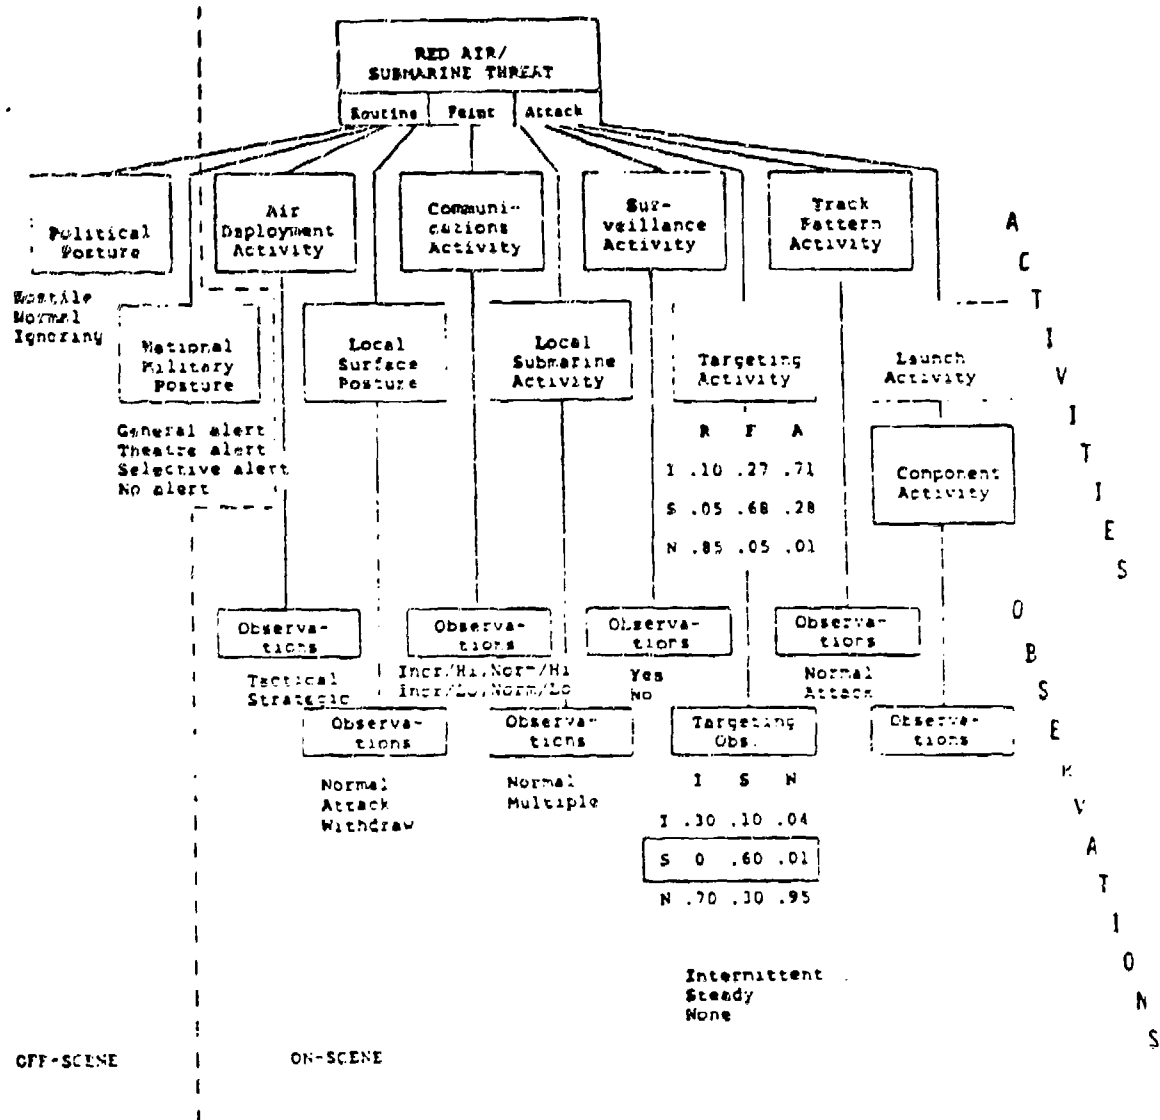 RED AIR/
SUBMARINE THREAT
Routine Feint Attack
Political
Posture
Air
Deployment
Activity
Communi-
cations
Activity
Sur-
veillance
Activity
Track
Pattern
Activity
Hostile
Normal
Ignoring
National
Military
Posture
Local
Surface
Posture
Local
Submarine
Activity
Targeting
Activity
Launch
Activity
General alert
Theatre alert
Selective alert
No alert
R F A
I .10 .27 .71
S .05 .68 .28
N .85 .05 .01
Component
Activity
ACTIVITIES
Observa-
tions
Tactical
Strategic
Observa-
tions
Incr/Hi,Norm/Hi
Incr/Lo,Norm/Lo
Observa-
tions
Yes
No
Observa-
tions
Normal
Attack
Observa-
tions
Normal
Attack
Withdraw
Observa-
tions
Normal
Multiple
Targeting
Obs.
I S N
I .30 .10 .04
S 0 .60 .01
N .70 .30 .95
Observa-
tions
Intermittent
Steady
None
OBSERVATIONS
OFF-SCENE
ON-SCENE